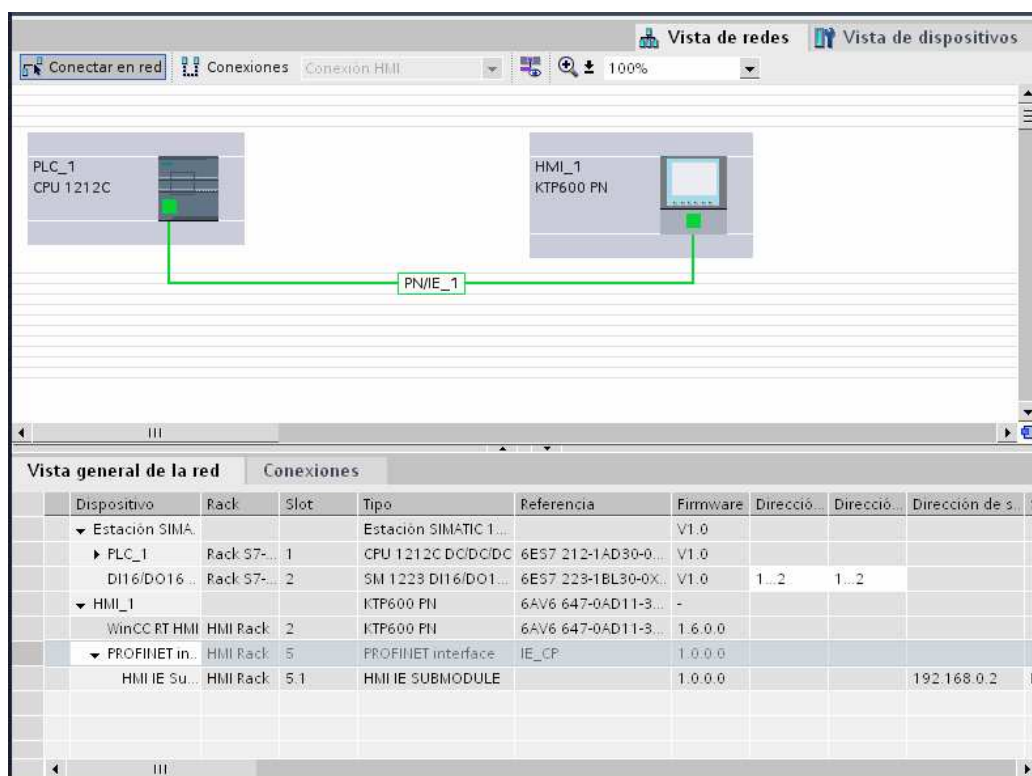 Vista de redes Vista de dispositivos
Conectar en red Conexiones Conexión HMI 100%
PLC_1
CPU 1212C
HMI_1
KTP600 PN
PN/IE_1
Vista general de la red Conexiones
Dispositivo Rack Slot Tipo Referencia Firmware Direcció... Direcció... Dirección de s...
Estación SIMA. Estación SIMATIC 1... V1.0
PLC_1 Rack S7-... 1 CPU 1212C DC/DC/DC 6ES7 212-1AD30-0... V1.0
DI16/DO16 ... Rack S7-... 2 SM 1223 DI16/DO1... 6ES7 223-1BL30-0X... V1.0 1...2 1...2
HMI_1 KTP600 PN 6AV6 647-0AD11-3... -
WinCC RT HMI HMI Rack 2 KTP600 PN 6AV6 647-0AD11-3... 1.6.0.0
PROFINET in.. HMI Rack 5 PROFINET interface IE_CP 1.0.0.0
HMI IE Su... HMI Rack 5.1 HMI IE SUBMODULE 1.0.0.0 192.168.0.2